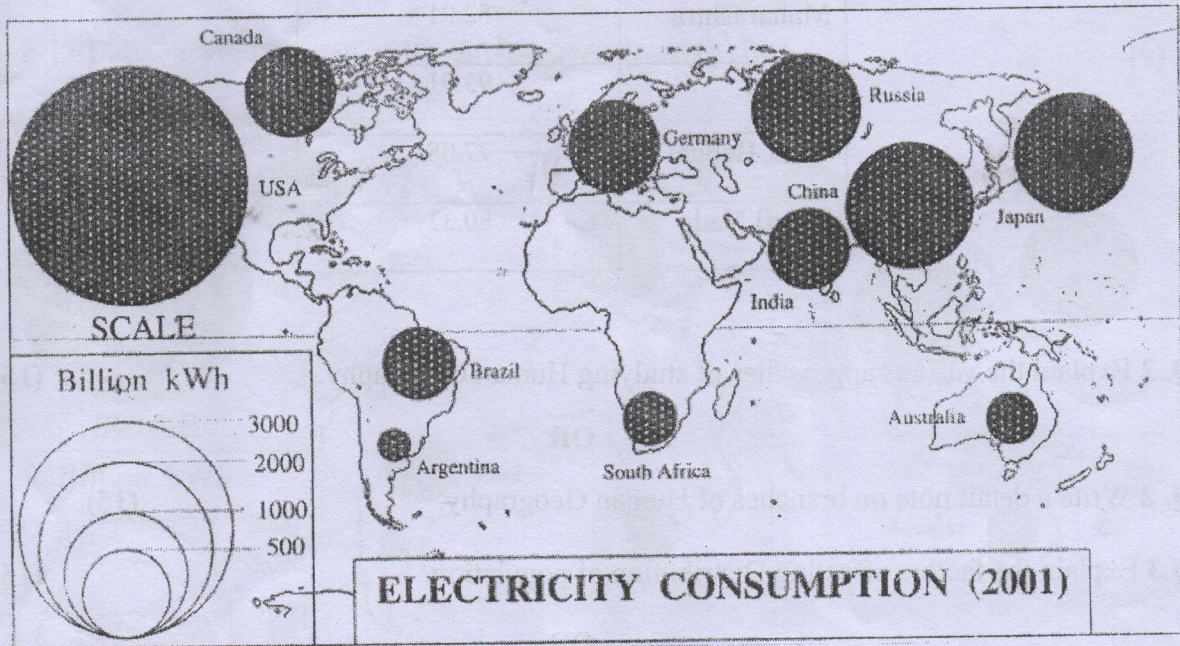 Canada
Russia
Germany
USA
China
Japan
India
SCALE
Billion kWh
3000
2000
1000
500
Brazil
Argentina
South Africa
Australia
ELECTRICITY CONSUMPTION (2001)